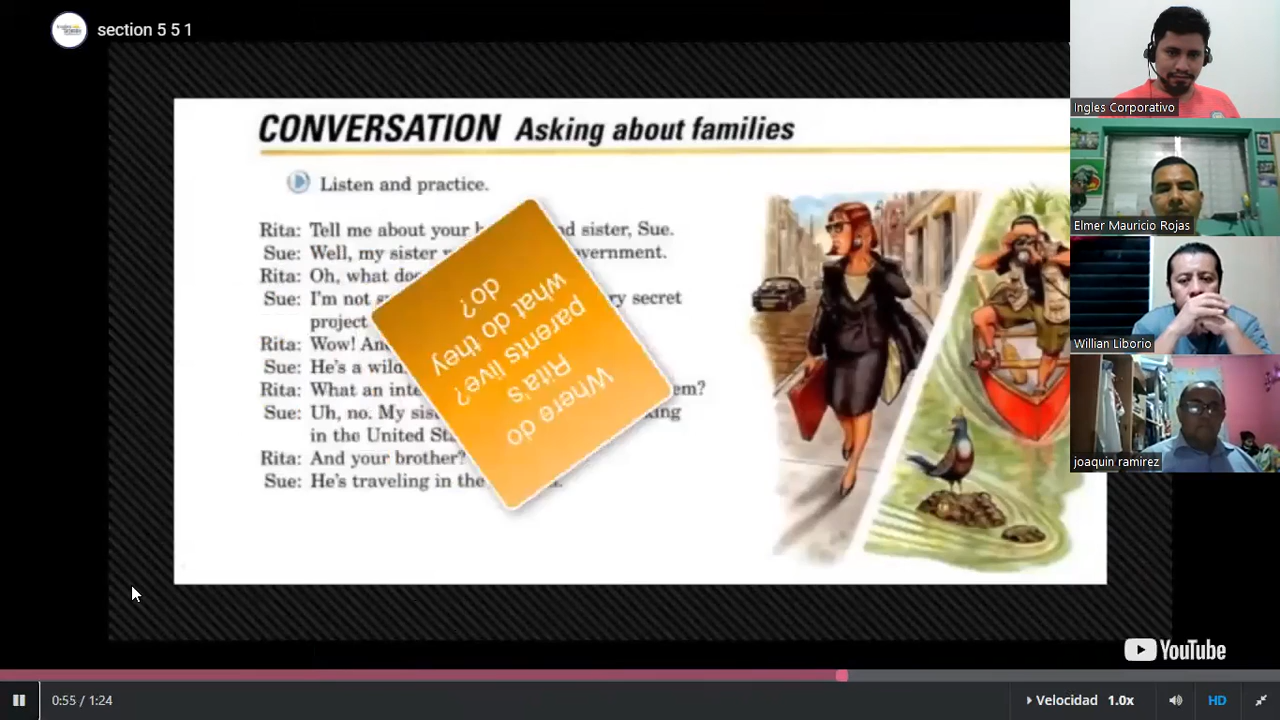 section 5 5 1
CONVERSATION Asking about families
Listen and practice.
Rita: Tell me about your b nd sister, Sue.
Sue: Well, my sister vernment.
Rita: Oh, what doe
Sue: I'm not s ry secret
project
Rita: Wow! An
Sue: He's a wild
Rita: What an inte em?
Sue: Uh, no. My sis king
in the United St
Rita: And your brother?
Sue: He's traveling in the
Where do
Rita's
parents live?
what do they
do?
Ingles Corporativo
Elmer Mauricio Rojas
Willian Liborio
joaquin ramirez
YouTube
0:55 / 1:24
Velocidad 1.0x
HD